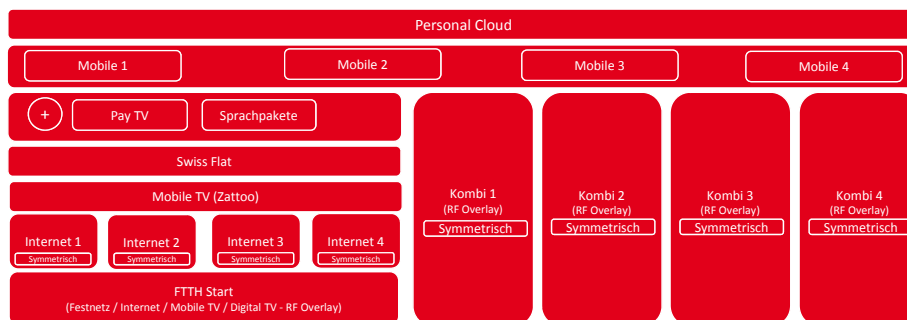 Personal Cloud
Mobile 1
Mobile 2
Mobile 3
Mobile 4
+
Pay TV
Sprachpakete
Swiss Flat
Mobile TV (Zattoo)
Internet 1
Symmetrisch
Internet 2
Symmetrisch
Internet 3
Symmetrisch
Internet 4
Symmetrisch
FTTH Start
(Festnetz / Internet / Mobile TV / Digital TV - RF Overlay)
Kombi 1
(RF Overlay)
Symmetrisch
Kombi 2
(RF Overlay)
Symmetrisch
Kombi 3
(RF Overlay)
Symmetrisch
Kombi 4
(RF Overlay)
Symmetrisch